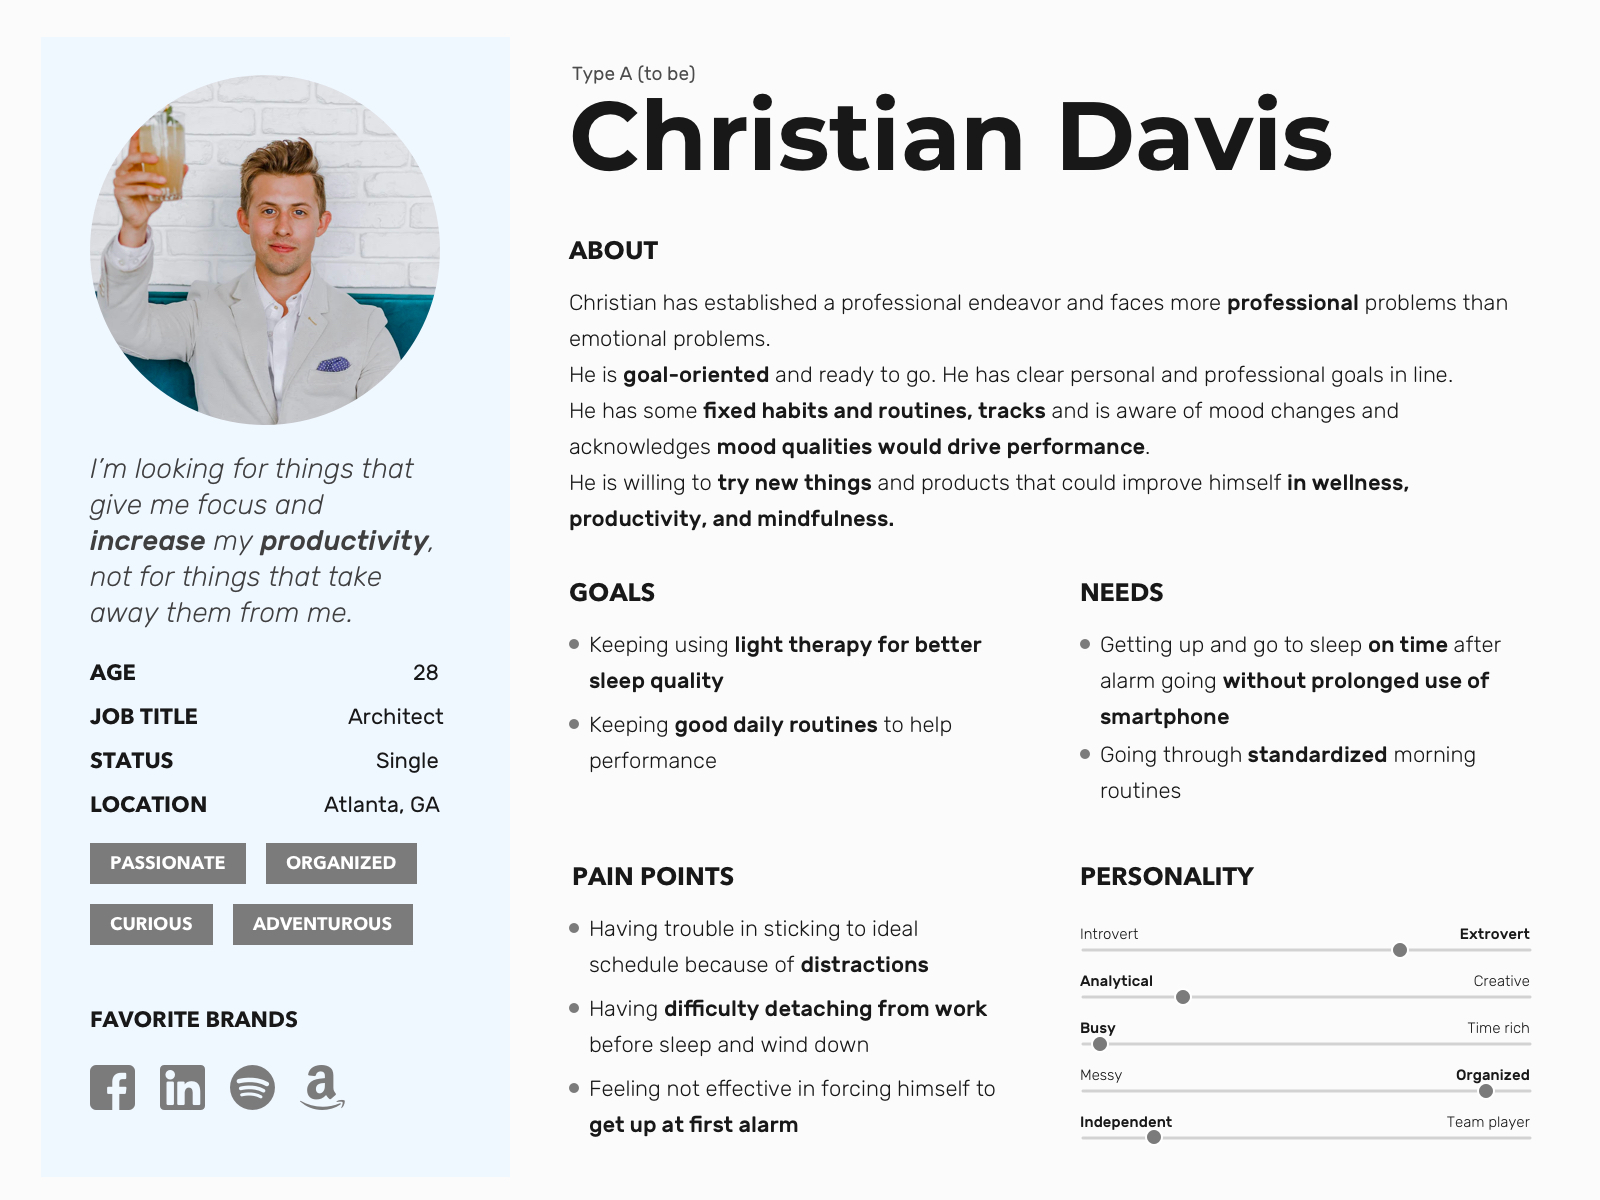 Type A (to be)
Christian Davis
I’m looking for things that
give me focus and
increase my productivity,
not for things that take
away them from me.
AGE 28
JOB TITLE Architect
STATUS Single
LOCATION Atlanta, GA
PASSIONATE ORGANIZED
CURIOUS ADVENTUROUS
FAVORITE BRANDS
f in a
ABOUT
Christian has established a professional endeavor and faces more professional problems than
emotional problems.
He is goal-oriented and ready to go. He has clear personal and professional goals in line.
He has some fixed habits and routines, tracks and is aware of mood changes and
acknowledges mood qualities would drive performance.
He is willing to try new things and products that could improve himself in wellness,
productivity, and mindfulness.
GOALS
Keeping using light therapy for better
sleep quality
Keeping good daily routines to help
performance
NEEDS
Getting up and go to sleep on time after
alarm going without prolonged use of
smartphone
Going through standardized morning
routines
PAIN POINTS
Having trouble in sticking to ideal
schedule because of distractions
Having difficulty detaching from work
before sleep and wind down
Feeling not effective in forcing himself to
get up at first alarm
PERSONALITY
Introvert Extrovert
Analytical Creative
Busy Time rich
Messy Organized
Independent Team player